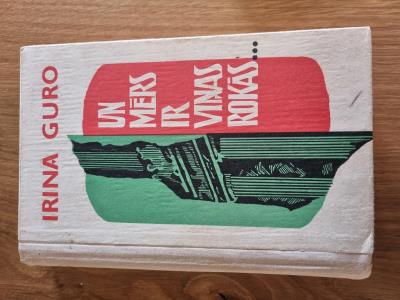 IRINA GURO
UN
MĒRS
IR
VIŅAS
ROKĀS...